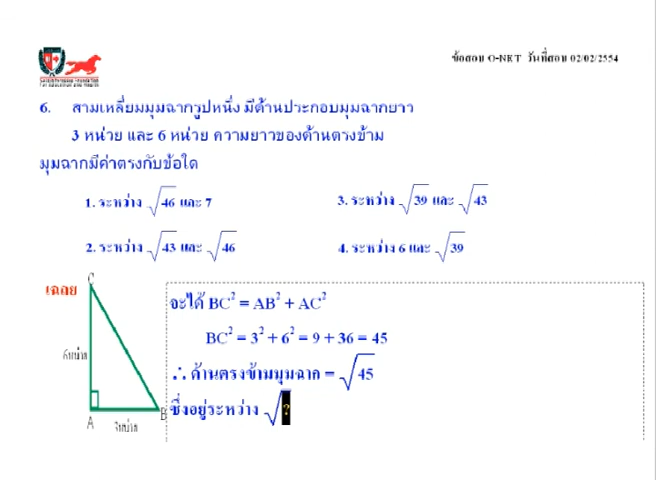 ข้อสอบ O-NET วันที่สอบ 02/02/2554
6. สามเหลี่ยมมุมฉากรูปหนึ่ง มีด้านประกอบมุมฉากยาว
3 หน่วย และ 6 หน่วย ความยาวของด้านตรงข้าม
มุมฉากมีค่าตรงกับข้อใด
1. ระหว่าง √46 และ 7
3. ระหว่าง √39 และ √43
2. ระหว่าง √43 และ √46
4. ระหว่าง 6 และ √39
เฉลย
C
6หน่วย
A
3หน่วย
B
จะได้ BC² = AB² + AC²
BC² = 3² + 6² = 9 + 36 = 45
∴ ด้านตรงข้ามมุมฉาก = √45
ซึ่งอยู่ระหว่าง √?